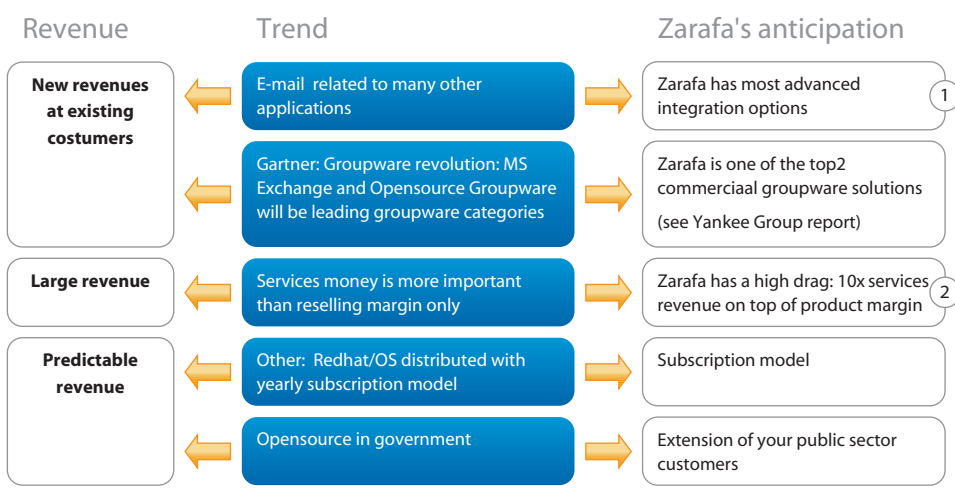 Revenue
Trend
Zarafa's anticipation
New revenues
at existing
costumers
E-mail related to many other
applications
Zarafa has most advanced
integration options
1
Gartner: Groupware revolution: MS
Exchange and Opensource Groupware
will be leading groupware categories
Zarafa is one of the top2
commerciaal groupware solutions
(see Yankee Group report)
Large revenue
Services money is more important
than reselling margin only
Zarafa has a high drag: 10x services
revenue on top of product margin
2
Predictable
revenue
Other: Redhat/OS distributed with
yearly subscription model
Subscription model
Opensource in government
Extension of your public sector
customers